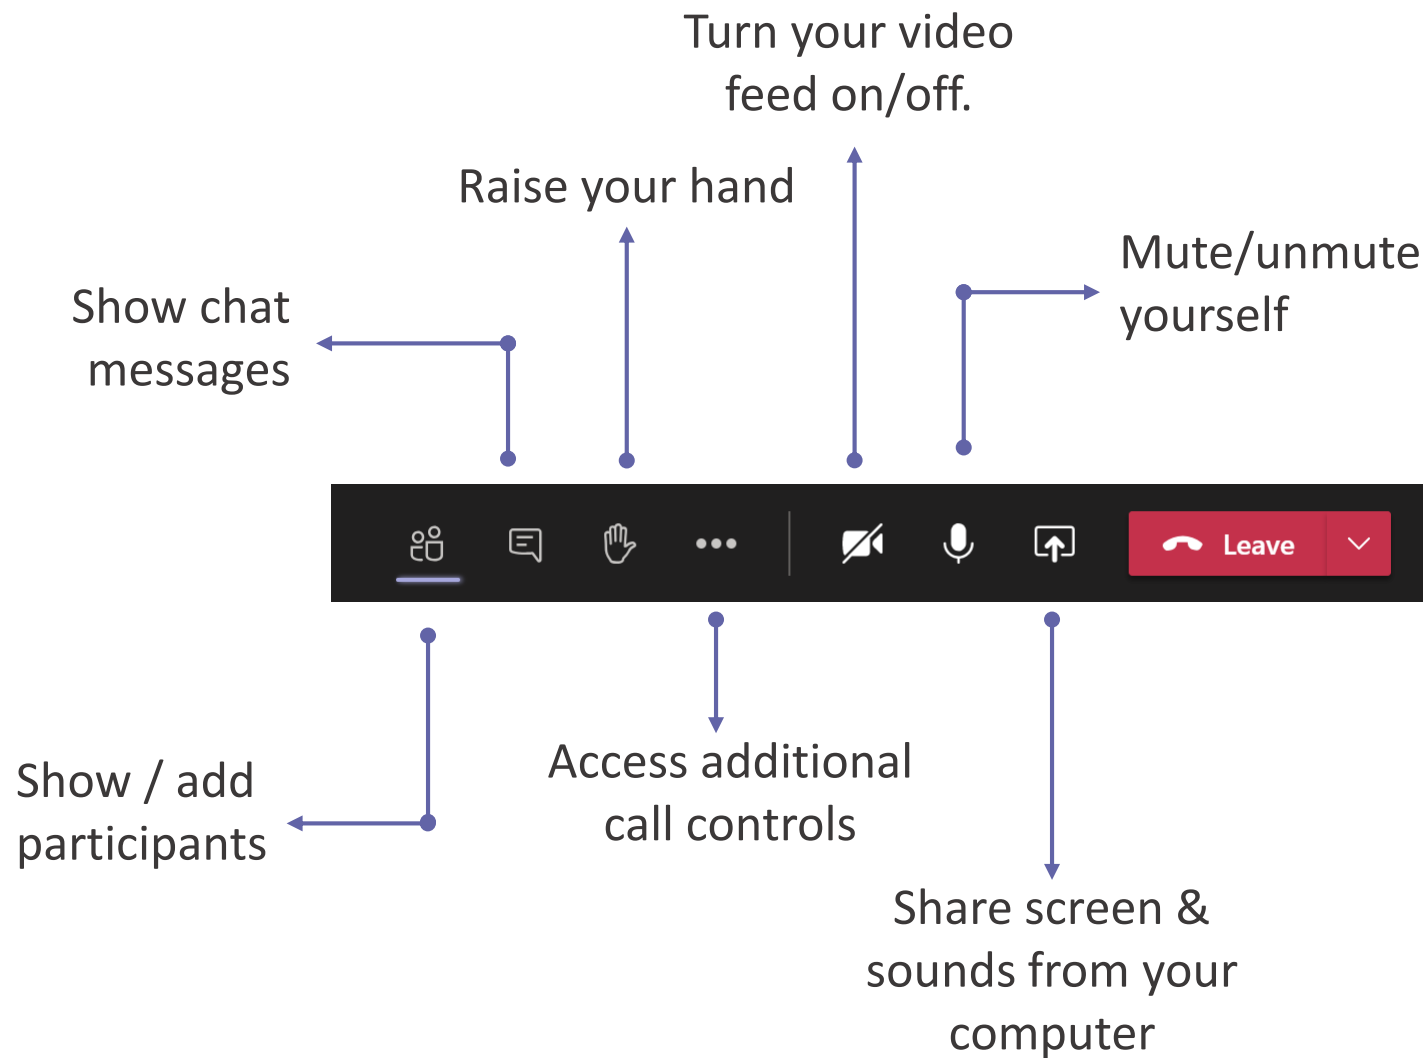 Turn your video
feed on/off.
Raise your hand
Mute/unmute
yourself
Show chat
messages
Leave
Show / add
participants
Access additional
call controls
Share screen &
sounds from your
computer